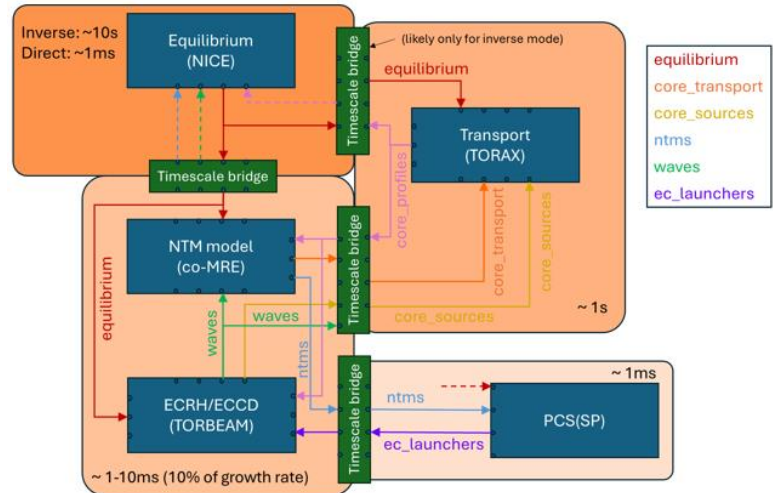 Inverse: ~10s
Direct: ~1ms
Equilibrium
(NICE)
Timescale bridge
(likely only for inverse mode)
equilibrium
Transport
(TORAX)
equilibrium
core_transport
core_sources
ntms
waves
ec_launchers
Timescale bridge
core_profiles
core_transport
core_sources
NTM model
(co-MRE)
Timescale bridge
equilibrium
waves
waves
ntms
core_sources
~ 1s
ECRH/ECCD
(TORBEAM)
Timescale bridge
~ 1ms
ntms
ec_launchers
PCS(SP)
~ 1-10ms (10% of growth rate)